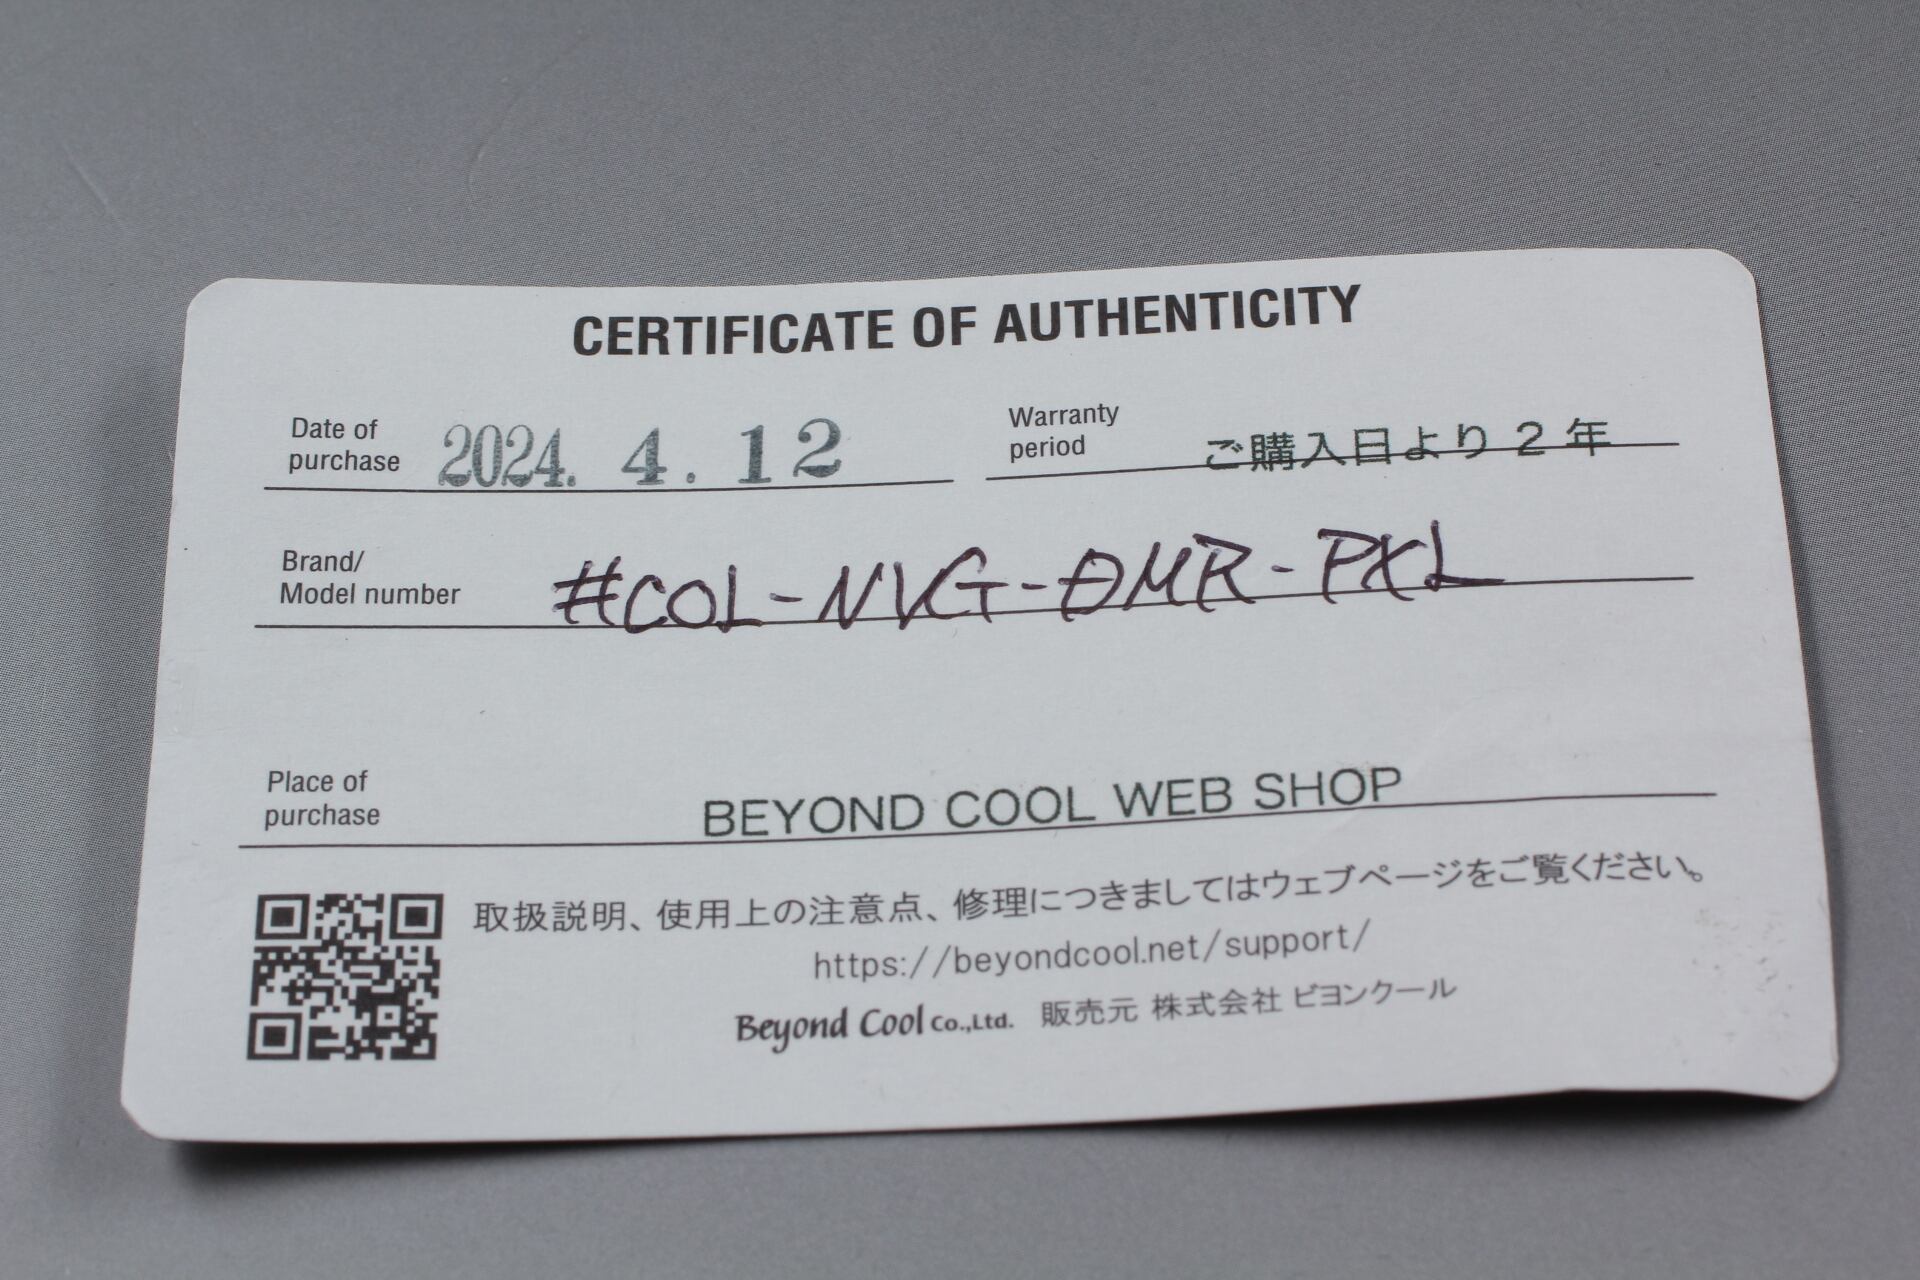 CERTIFICATE OF AUTHENTICITY
Date of purchase 2024. 4. 12
Warranty period ご購入日より2年
Brand/
Model number #COL-NVG-DMR-PXL
Place of purchase BEYOND COOL WEB SHOP
取扱説明、使用上の注意点、修理につきましてはウェブページをご覧ください。
https://beyondcool.net/support/
Beyond Cool Co.,Ltd. 販売元 株式会社 ビヨンクール